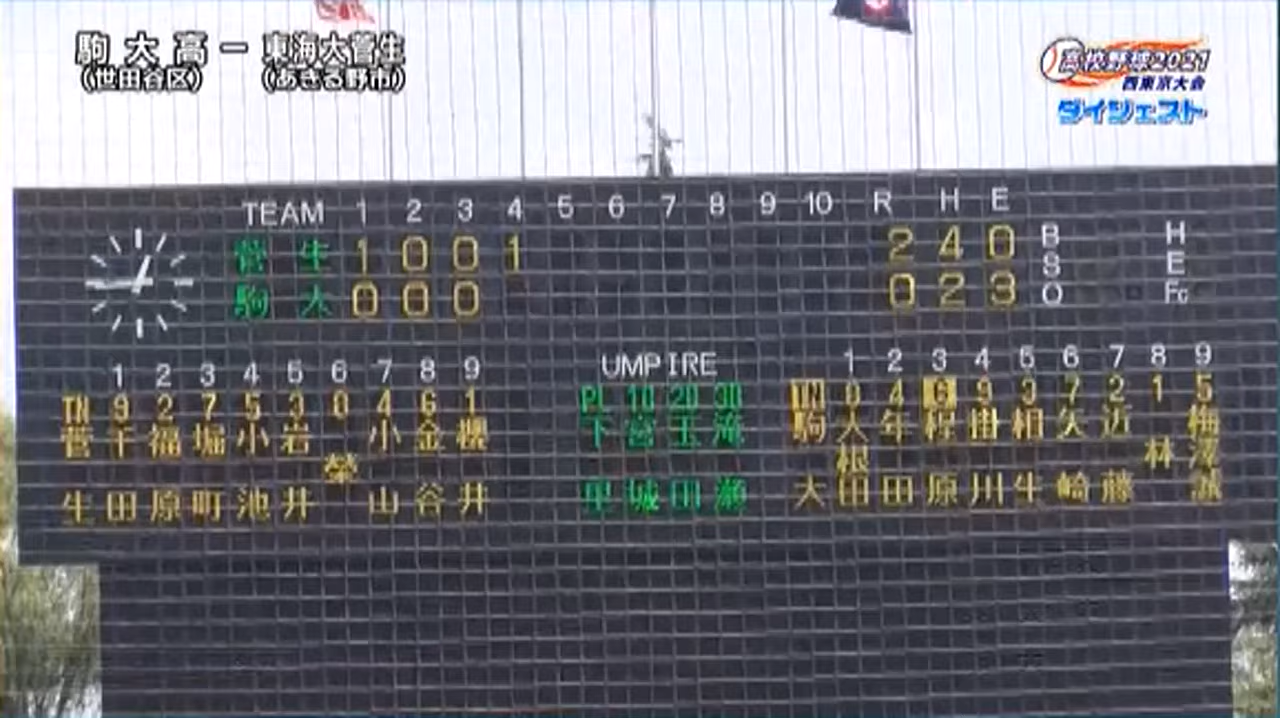 駒大高ー東海大菅生
(世田谷区) (あきる野市)
高校野球2021
西東京大会
ダイジェスト
TEAM 1 2 3 4 5 6 7 8 9 10 R H E
菅生 1 0 0 1 2 4 0
駒大 0 0 0 0 2 3
B H
S E
O Fc
UMPIRE
1 2 3 4 5 6 7 8 9
TN 9 2 7 5 3 D 4 6 1
菅生 千田 福原 堀町 小池 岩井 榮 小山 金谷 櫻井
PL 1B 2B 3B
下里 宮城 玉田 滝瀬
1 2 3 4 5 6 7 8 9
TN D 4 6 9 3 7 2 1 5
駒大 大根田 年田 程原 掛川 相生 矢崎 近藤 林 梅澤誠